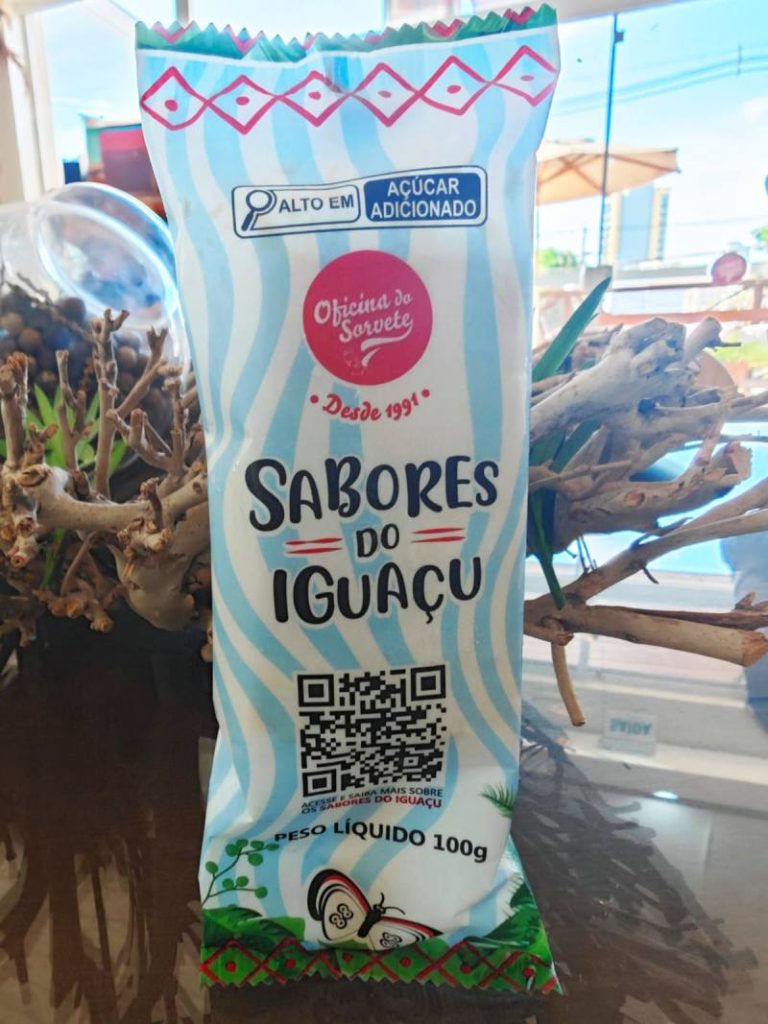 ALTO EM
AÇÚCAR
ADICIONADO
Oficina do
Sorvete
• Desde 1991 •
SABORES
DO
IGUAÇU
ACESSE E SAIBA MAIS SOBRE
OS SABORES DO IGUAÇU
PESO LÍQUIDO 100g